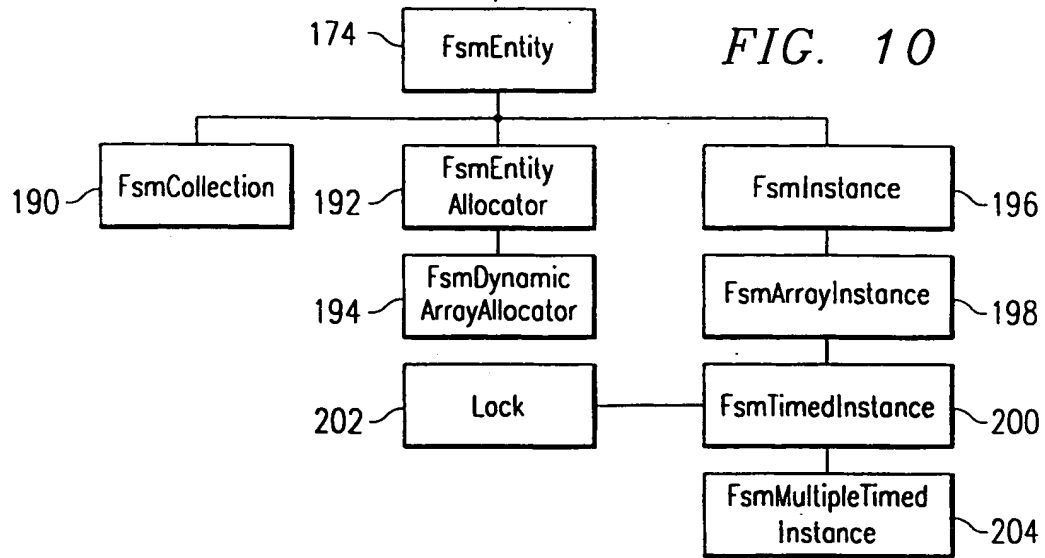 174
FsmEntity
FIG. 10
190
FsmCollection
192
FsmEntity
Allocator
FsmInstance
196
194
FsmDynamic
ArrayAllocator
FsmArrayInstance
198
202
Lock
FsmTimedInstance
200
FsmMultipleTimed
Instance
204